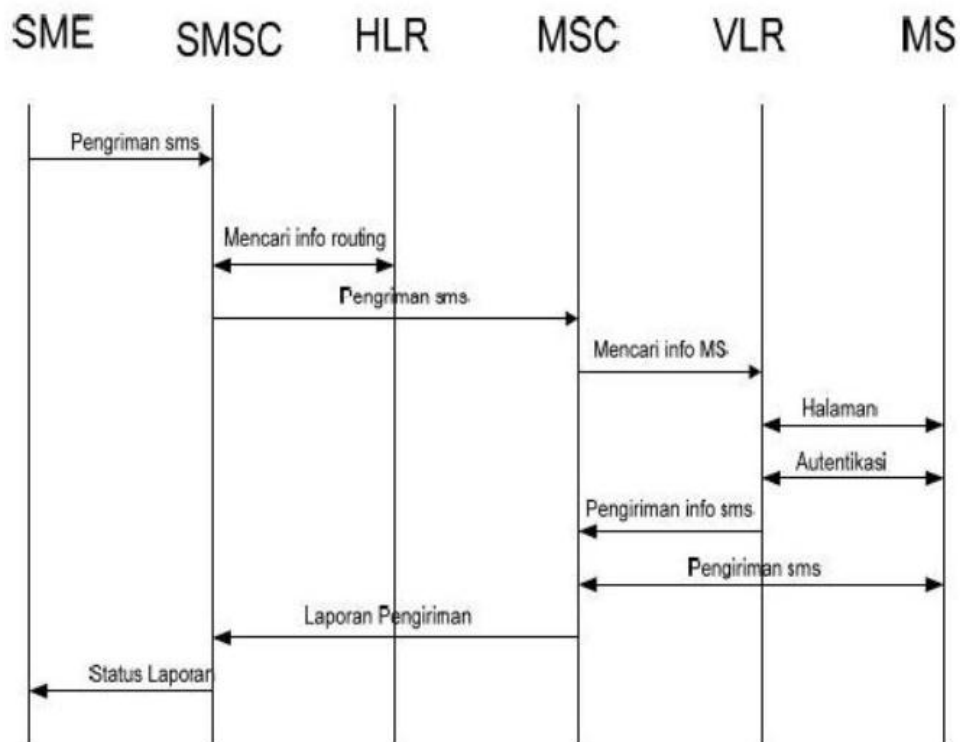 SME SMSC HLR MSC VLR MS
Pengriman sms
Mencari info routing
Pengriman sms
Mencari info MS
Halaman
Autentikasi
Pengiriman info sms
Pengiriman sms
Laporan Pengiriman
Status Laporan